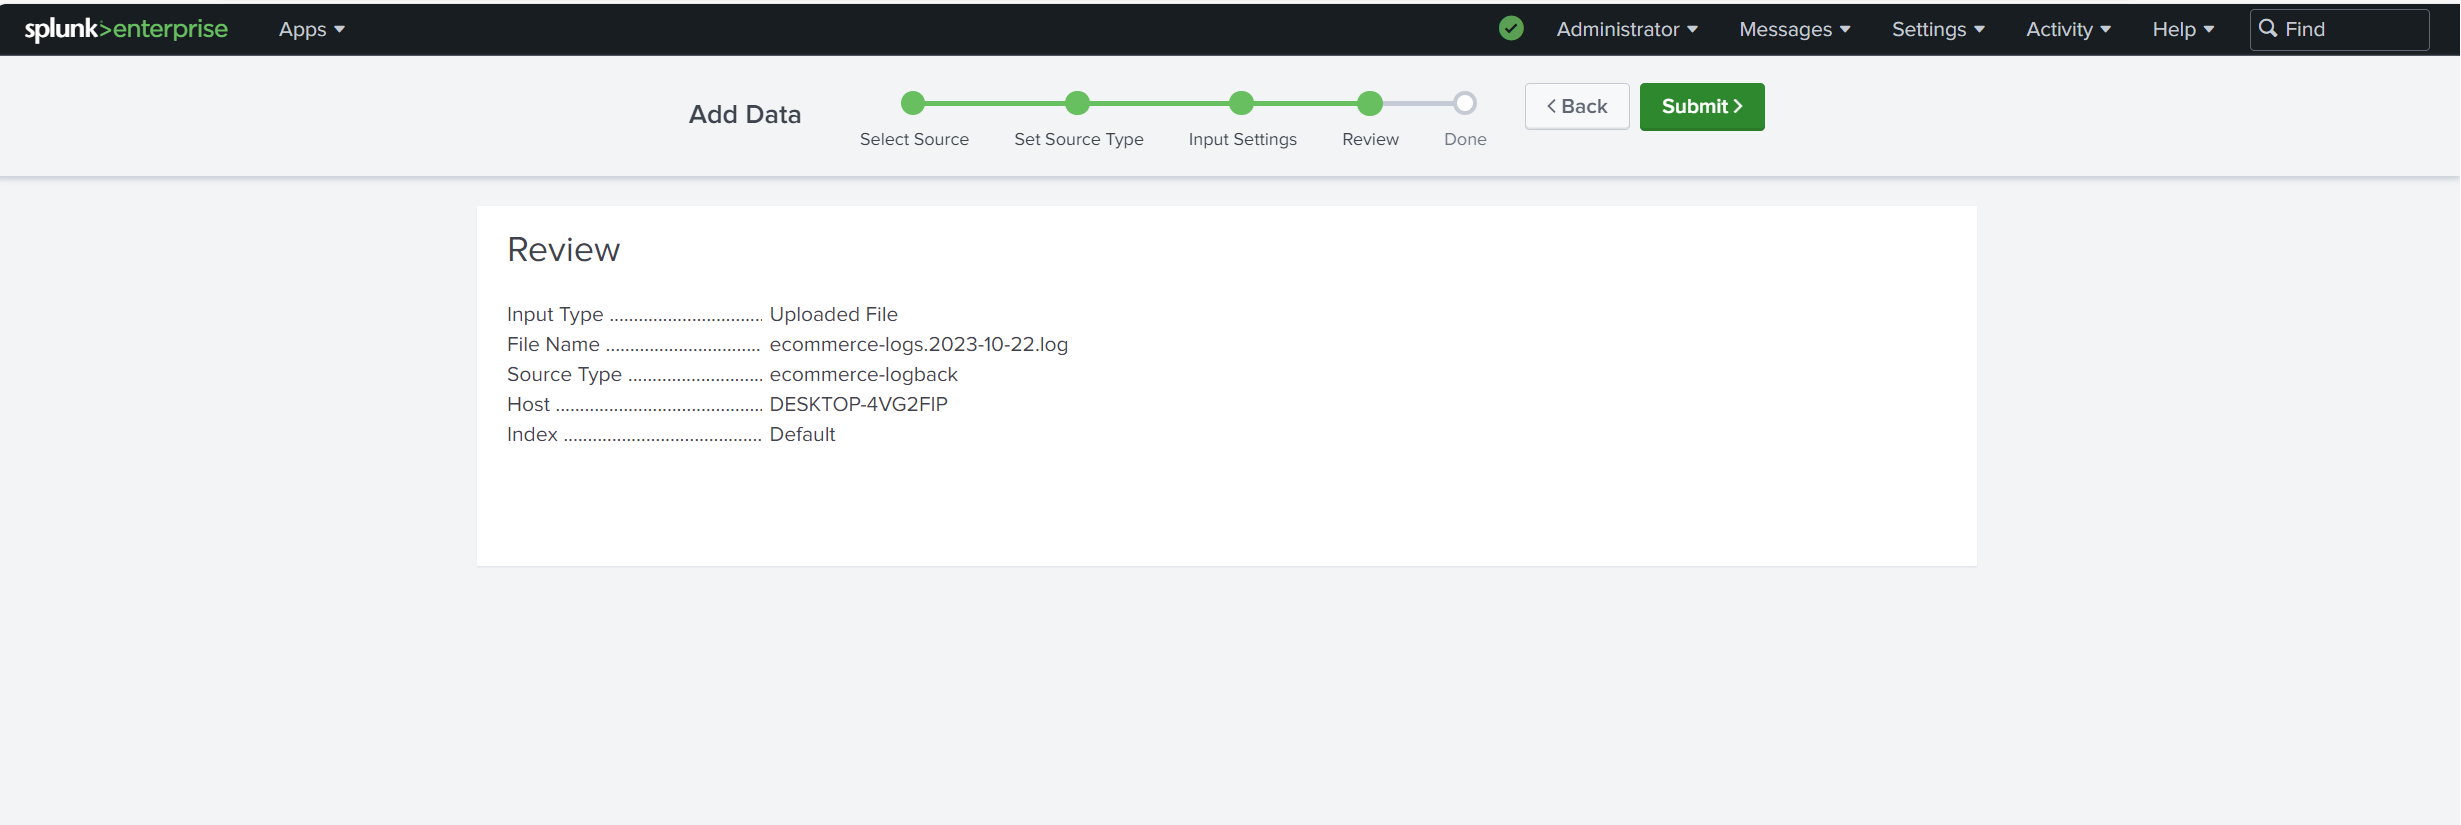 splunk>enterprise Apps Administrator Messages Settings Activity Help Find
Add Data
Select Source Set Source Type Input Settings Review Done
< Back Submit >
Review
Input Type ................................ Uploaded File
File Name ................................ ecommerce-logs.2023-10-22.log
Source Type ............................ ecommerce-logback
Host ........................................... DESKTOP-4VG2FIP
Index ......................................... Default